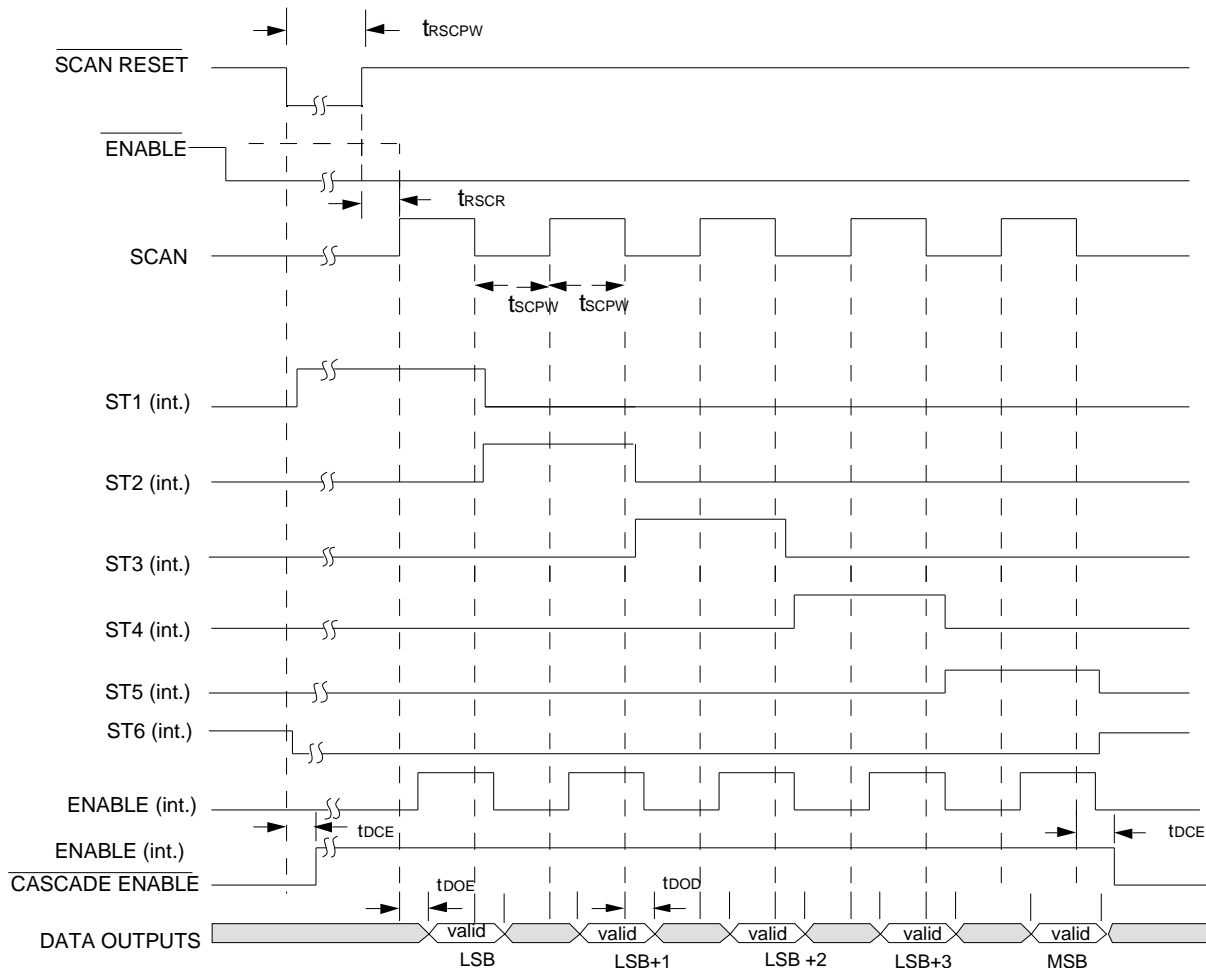 tRSCPW
SCAN RESET
ENABLE
tRSCR
SCAN
tSCPW tSCPW
ST1 (int.)
ST2 (int.)
ST3 (int.)
ST4 (int.)
ST5 (int.)
ST6 (int.)
ENABLE (int.)
tDCE tDCE
ENABLE (int.)
CASCADE ENABLE
tDOE tDOD
DATA OUTPUTS valid valid valid valid valid
LSB LSB+1 LSB +2 LSB+3 MSB